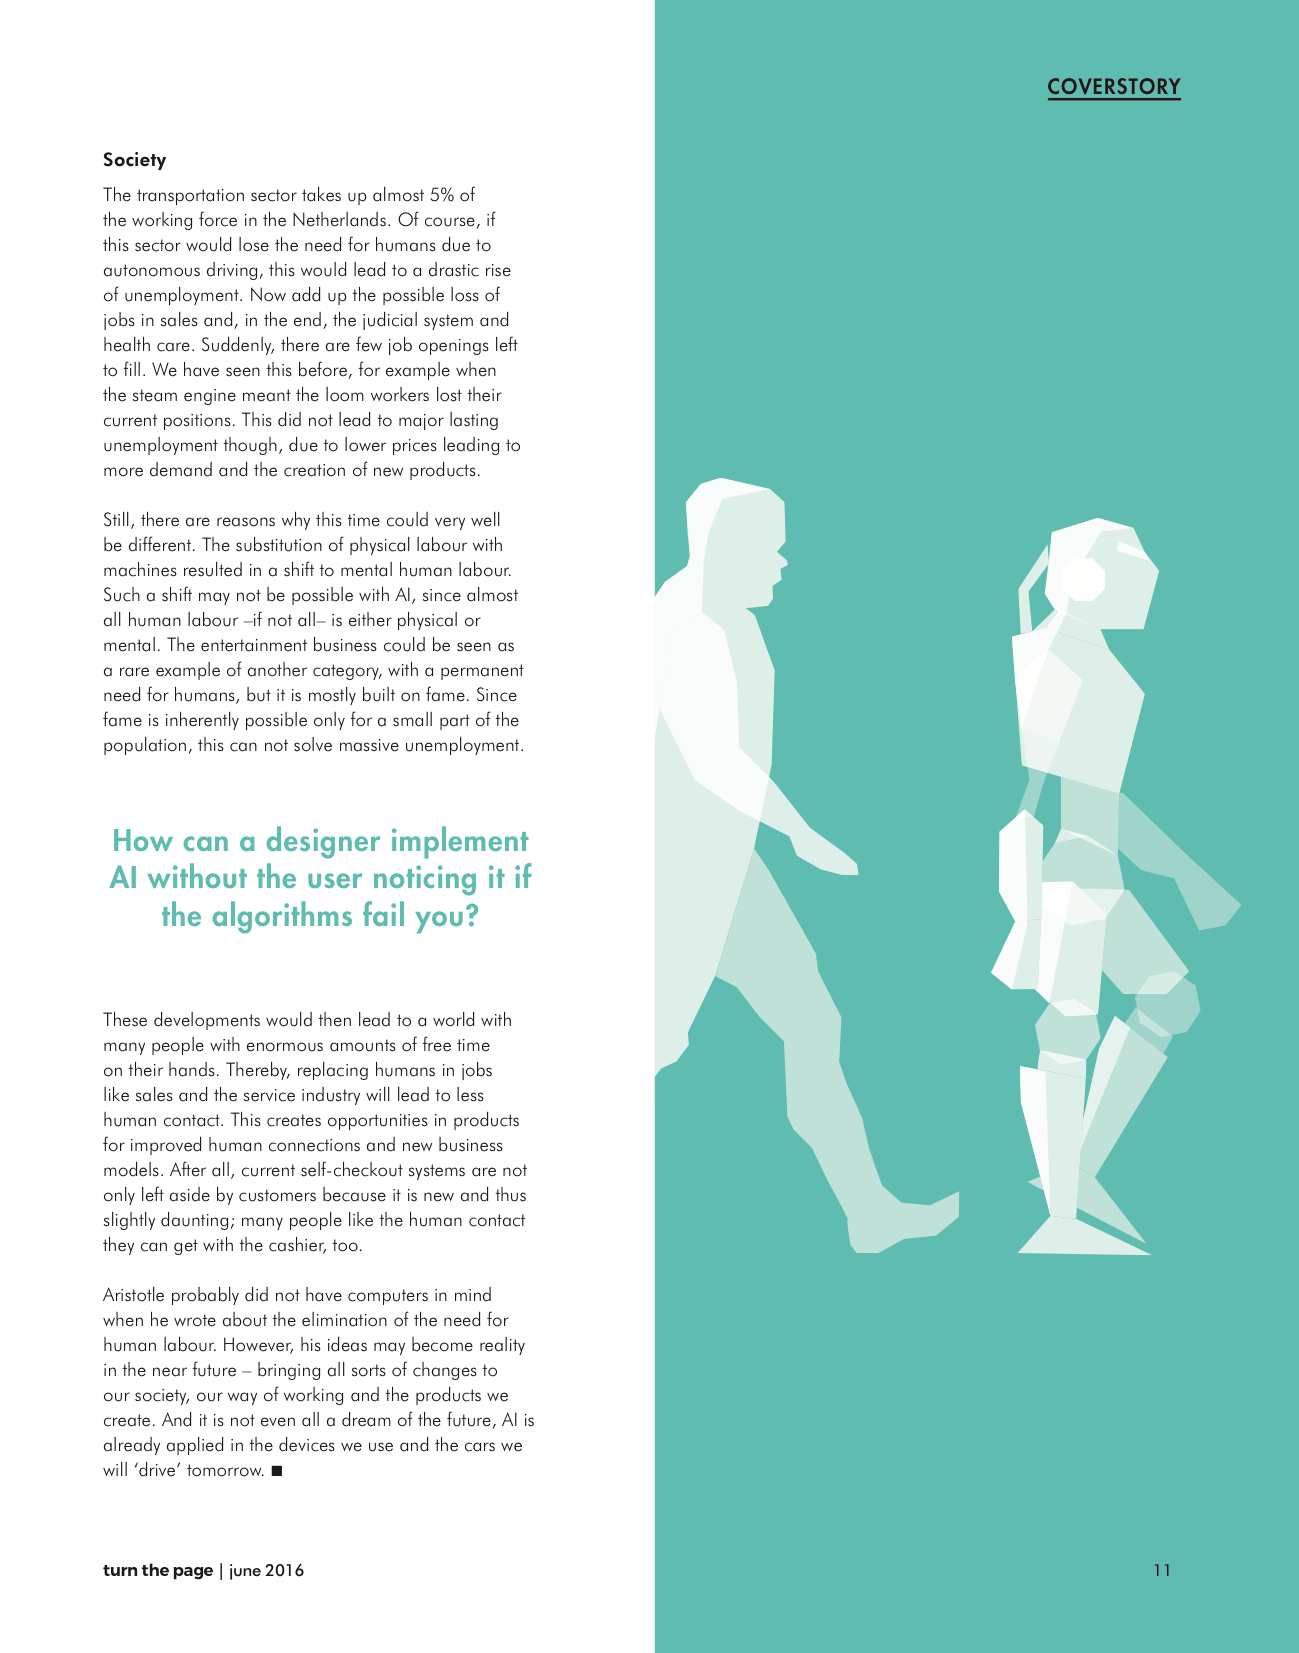 COVERSTORY
Society
The transportation sector takes up almost 5% of
the working force in the Netherlands. Of course, if
this sector would lose the need for humans due to
autonomous driving, this would lead to a drastic rise
of unemployment. Now add up the possible loss of
jobs in sales and, in the end, the judicial system and
health care. Suddenly, there are few job openings left
to fill. We have seen this before, for example when
the steam engine meant the loom workers lost their
current positions. This did not lead to major lasting
unemployment though, due to lower prices leading to
more demand and the creation of new products.
Still, there are reasons why this time could very well
be different. The substitution of physical labour with
machines resulted in a shift to mental human labour.
Such a shift may not be possible with AI, since almost
all human labour –if not all– is either physical or
mental. The entertainment business could be seen as
a rare example of another category, with a permanent
need for humans, but it is mostly built on fame. Since
fame is inherently possible only for a small part of the
population, this can not solve massive unemployment.
How can a designer implement
AI without the user noticing it if
the algorithms fail you?
These developments would then lead to a world with
many people with enormous amounts of free time
on their hands. Thereby, replacing humans in jobs
like sales and the service industry will lead to less
human contact. This creates opportunities in products
for improved human connections and new business
models. After all, current self-checkout systems are not
only left aside by customers because it is new and thus
slightly daunting; many people like the human contact
they can get with the cashier, too.
Aristotle probably did not have computers in mind
when he wrote about the elimination of the need for
human labour. However, his ideas may become reality
in the near future – bringing all sorts of changes to
our society, our way of working and the products we
create. And it is not even all a dream of the future, AI is
already applied in the devices we use and the cars we
will ‘drive’ tomorrow. ■
turn the page | june 2016
11